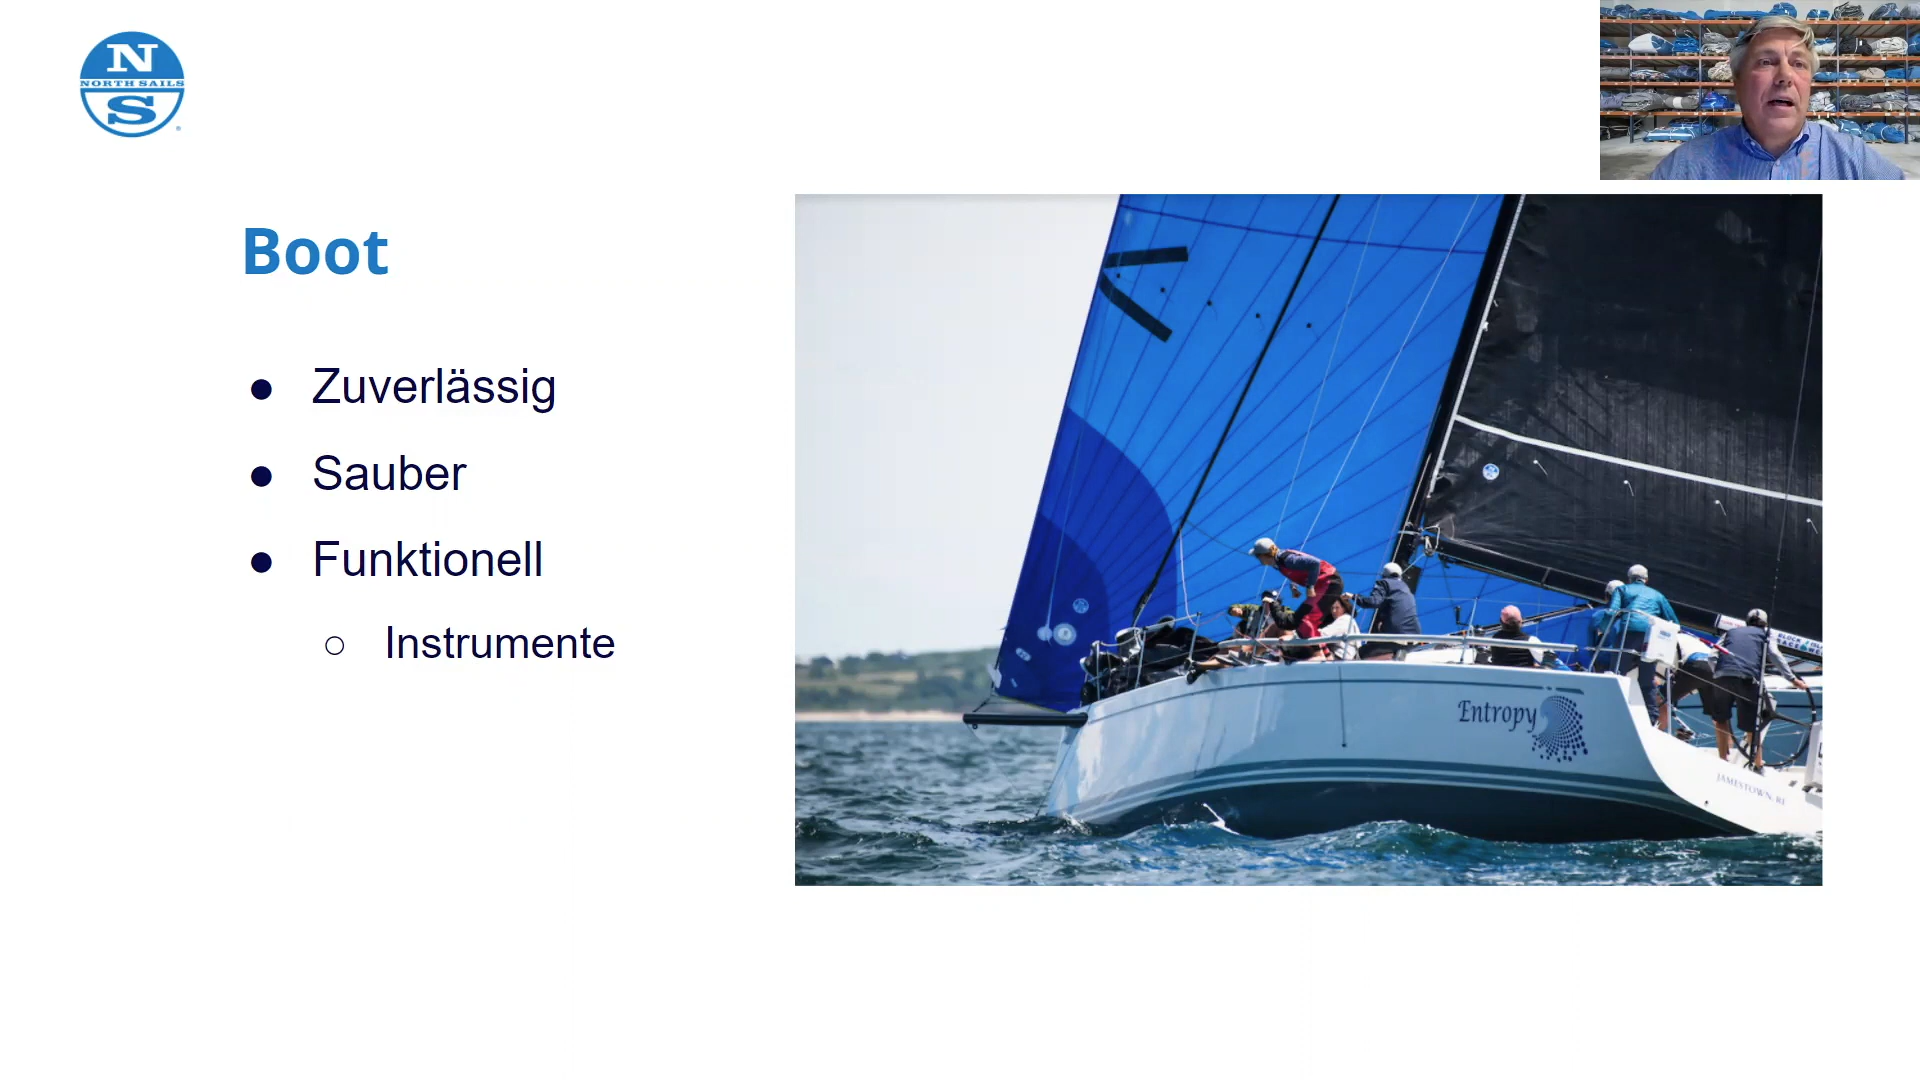 N
NORTH SAILS
S
Boot
Zuverlässig
Sauber
Funktionell
Instrumente
Entropy
JAMESTOWN, RI